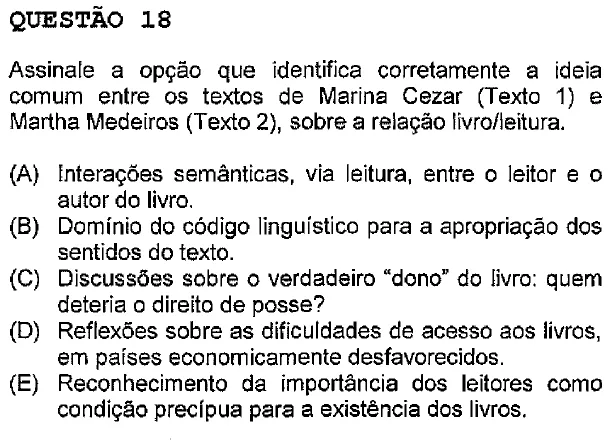 QUESTÃO 18
Assinale a opção que identifica corretamente a ideia
comum entre os textos de Marina Cezar (Texto 1) e
Martha Medeiros (Texto 2), sobre a relação livro/leitura.
(A) Interações semânticas, via leitura, entre o leitor e o
autor do livro.
(B) Domínio do código linguístico para a apropriação dos
sentidos do texto.
(C) Discussões sobre o verdadeiro “dono” do livro: quem
deteria o direito de posse?
(D) Reflexões sobre as dificuldades de acesso aos livros,
em países economicamente desfavorecidos.
(E) Reconhecimento da importância dos leitores como
condição precípua para a existência dos livros.